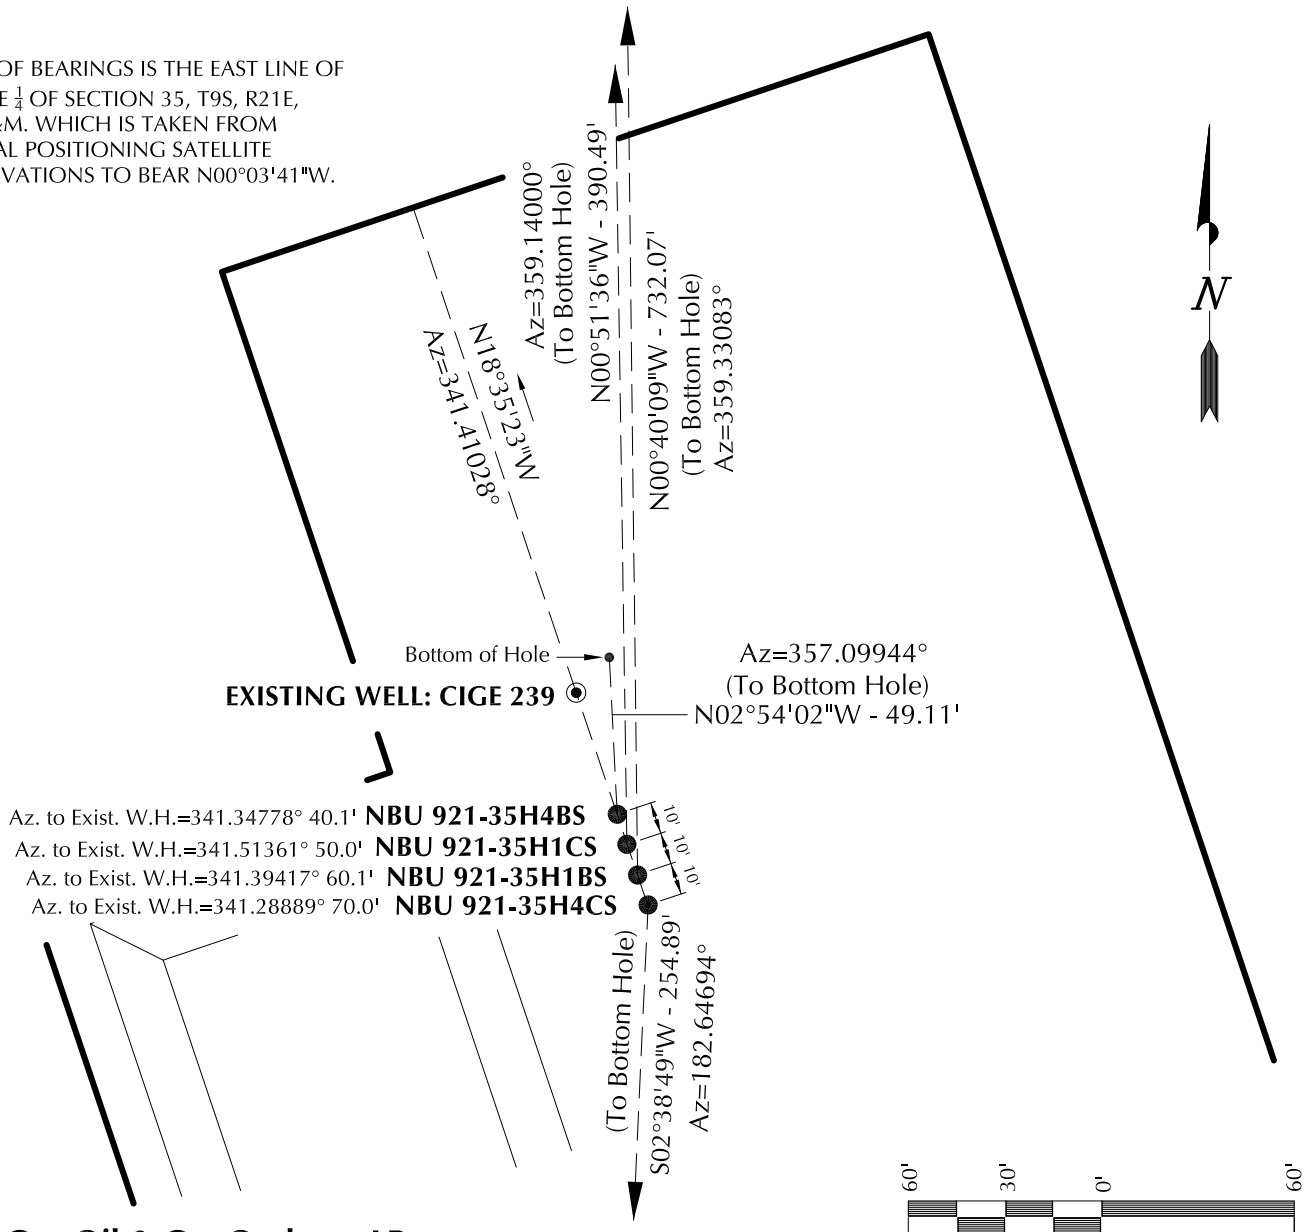 OF BEARINGS IS THE EAST LINE OF
E 1/4 OF SECTION 35, T9S, R21E,
M. WHICH IS TAKEN FROM
AL POSITIONING SATELLITE
VATIONS TO BEAR N00°03'41"W.
Az=359.14000°
(To Bottom Hole)
N00°51'36"W - 390.49'
N00°40'09"W - 732.07'
(To Bottom Hole)
Az=359.33083°
N
N18°35'23"W
Az=341.41028°
Bottom of Hole
EXISTING WELL: CIGE 239
Az=357.09944°
(To Bottom Hole)
N02°54'02"W - 49.11'
Az. to Exist. W.H.=341.34778° 40.1' NBU 921-35H4BS
Az. to Exist. W.H.=341.51361° 50.0' NBU 921-35H1CS
Az. to Exist. W.H.=341.39417° 60.1' NBU 921-35H1BS
Az. to Exist. W.H.=341.28889° 70.0' NBU 921-35H4CS
10'
10'
10'
(To Bottom Hole)
S02°38'49"W - 254.89'
Az=182.64694°
60'
30'
0'
60'